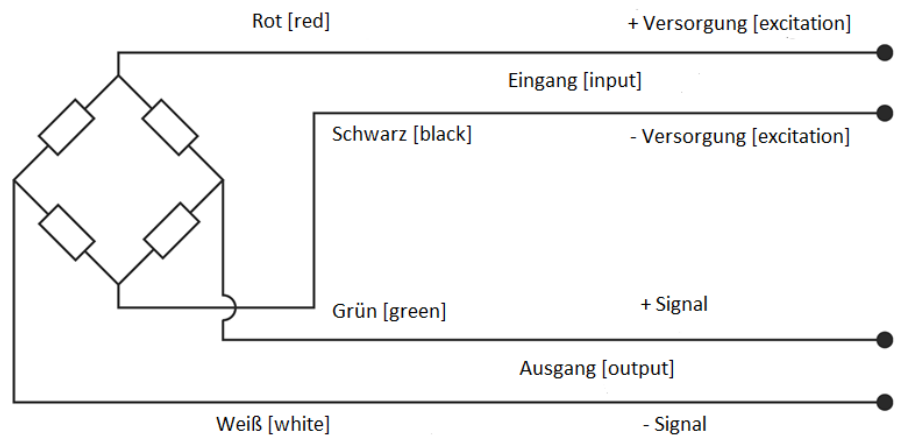 Rot [red]
+ Versorgung [excitation]
Eingang [input]
Schwarz [black]
- Versorgung [excitation]
Grün [green]
+ Signal
Ausgang [output]
Weiß [white]
- Signal